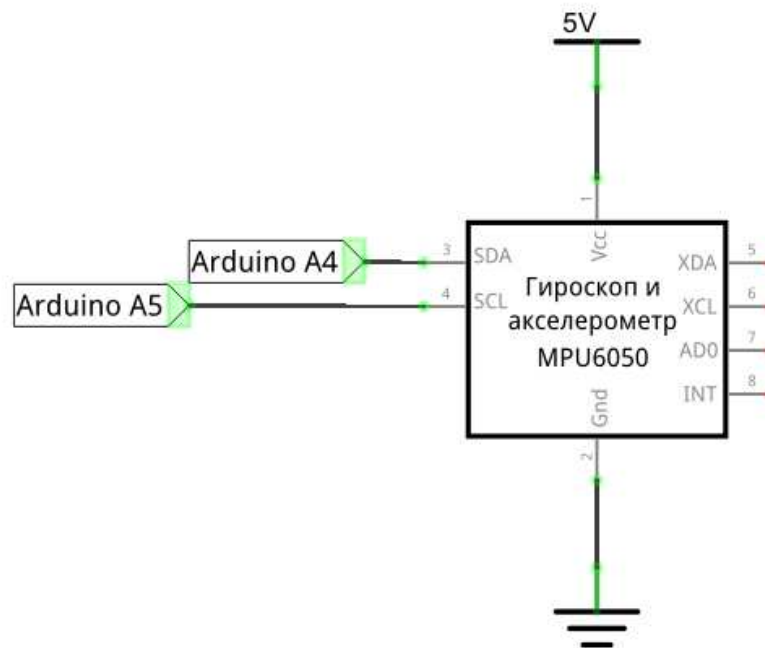 5V
1
Vcc
Arduino A4
3
SDA
XDA
5
Arduino A5
4
SCL
XCL
6
Гироскоп и
акселерометр
MPU6050
AD0
7
INT
8
Gnd
2